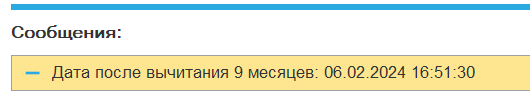 Сообщения:
Дата после вычитания 9 месяцев: 06.02.2024 16:51:30